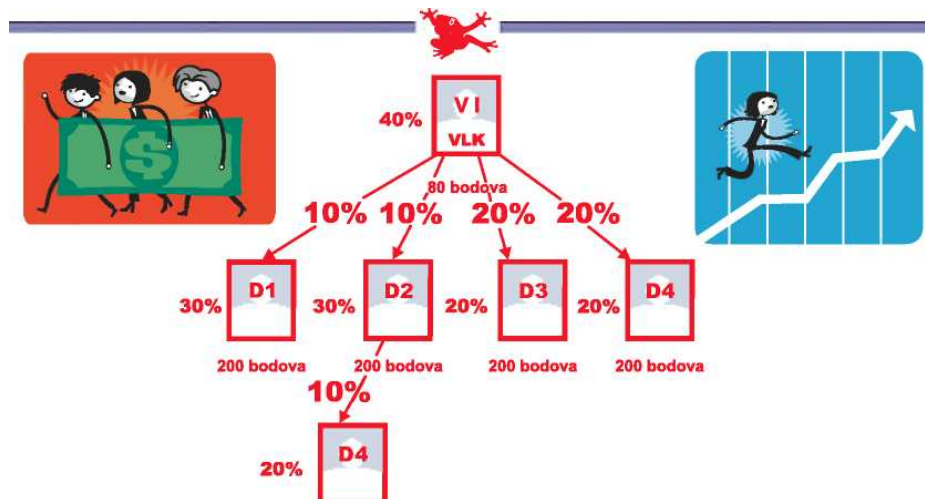 $
V I
40%
VLK
80 bodova
10% 10% 20% 20%
D1 D2 D3 D4
30% 30% 20% 20%
200 bodova 200 bodova 200 bodova 200 bodova
10%
D4
20%